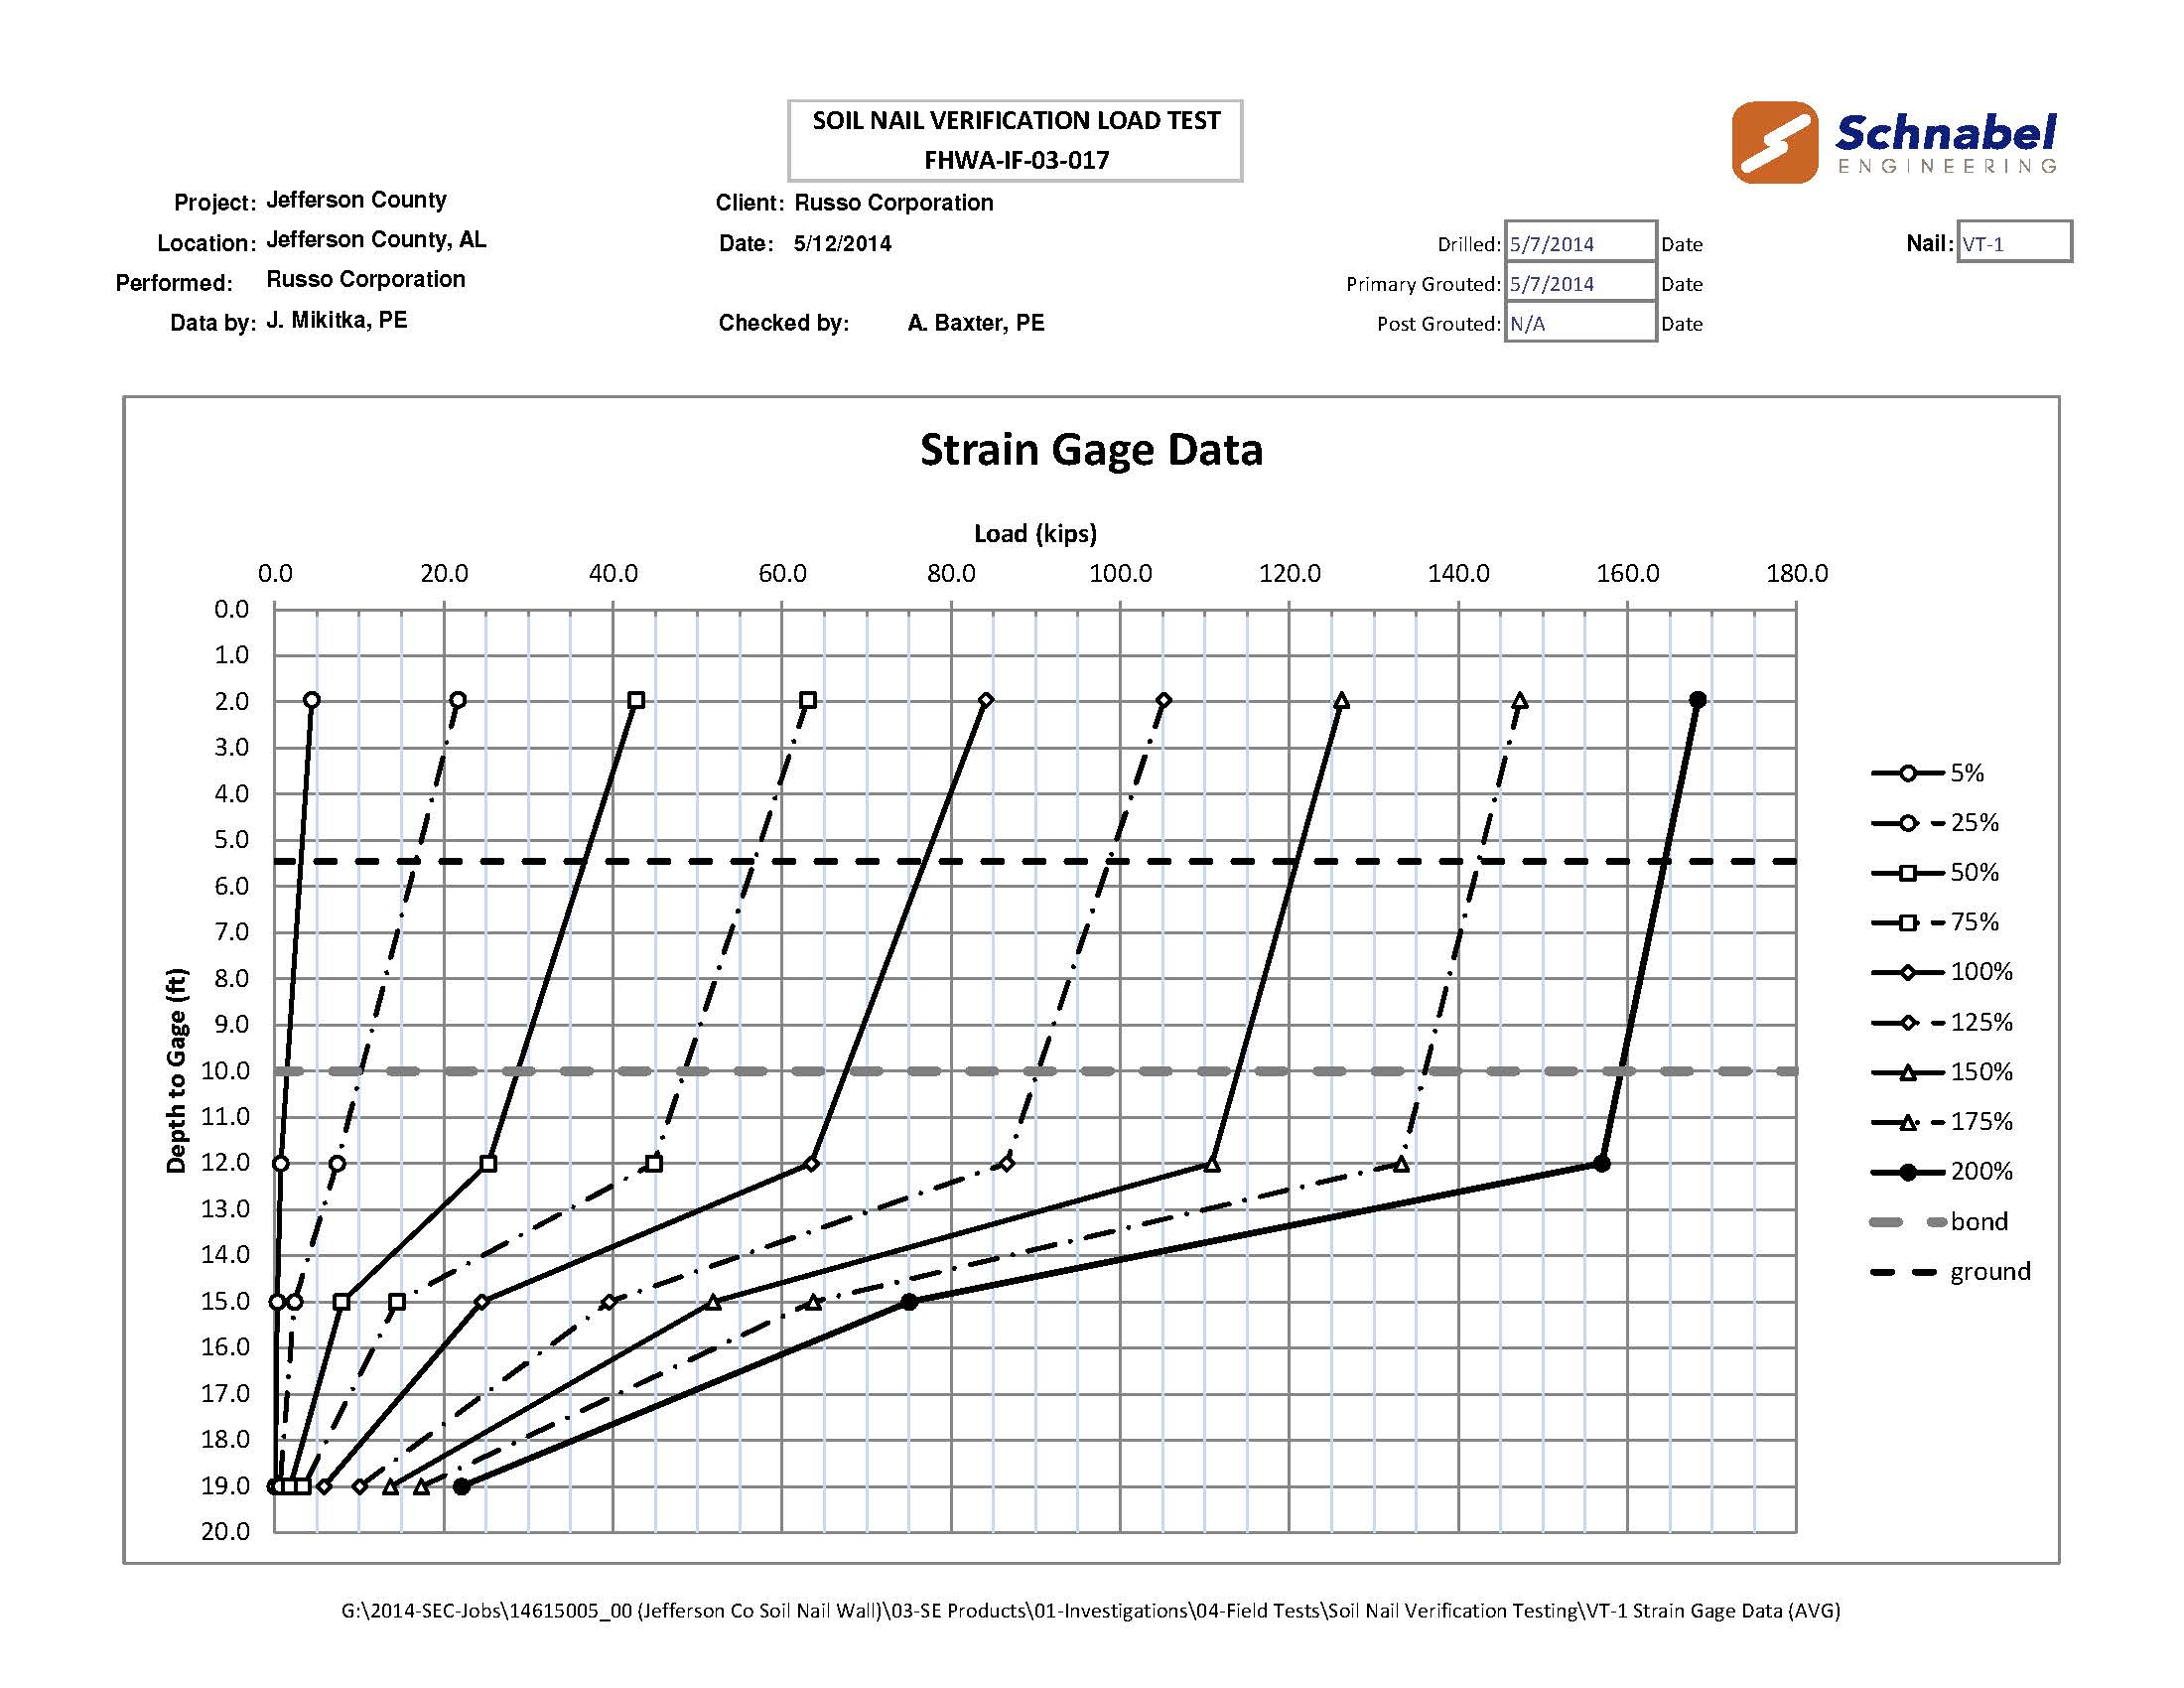 SOIL NAIL VERIFICATION LOAD TEST
FHWA-IF-03-017
Schnabel
ENGINEERING
Project: Jefferson County
Client: Russo Corporation
Location: Jefferson County, AL
Date: 5/12/2014
Drilled: 5/7/2014 Date
Nail: VT-1
Performed: Russo Corporation
Primary Grouted: 5/7/2014 Date
Data by: J. Mikitka, PE
Checked by: A. Baxter, PE
Post Grouted: N/A Date
Strain Gage Data
Load (kips)
0.0 20.0 40.0 60.0 80.0 100.0 120.0 140.0 160.0 180.0
0.0
1.0
2.0
3.0
4.0
5.0
6.0
7.0
8.0
9.0
10.0
11.0
12.0
13.0
14.0
15.0
16.0
17.0
18.0
19.0
20.0
Depth to Gage (ft)
5%
25%
50%
75%
100%
125%
150%
175%
200%
bond
ground
G:\2014-SEC-Jobs\14615005_00 (Jefferson Co Soil Nail Wall)\03-SE Products\01-Investigations\04-Field Tests\Soil Nail Verification Testing\VT-1 Strain Gage Data (AVG)